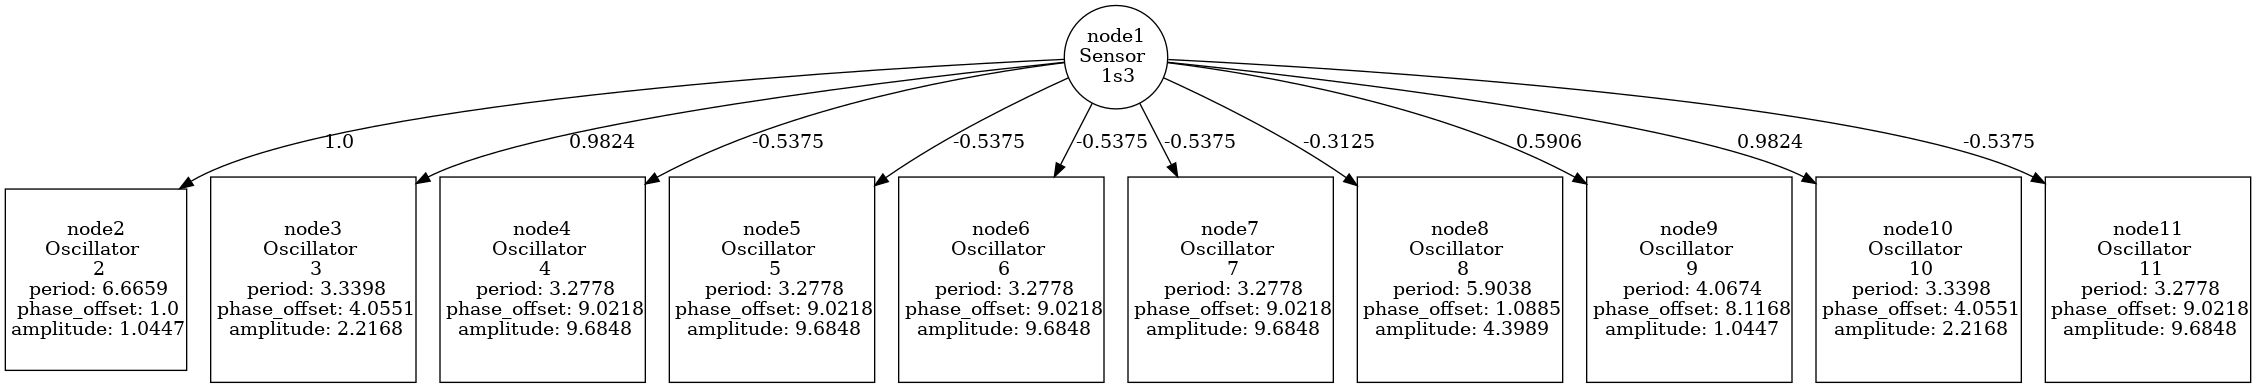 node1
Sensor
1s3
1.0
0.9824
-0.5375
-0.5375
-0.5375
-0.5375
-0.3125
0.5906
0.9824
-0.5375
node2
Oscillator
2
period: 6.6659
phase_offset: 1.0
amplitude: 1.0447
node3
Oscillator
3
period: 3.3398
phase_offset: 4.0551
amplitude: 2.2168
node4
Oscillator
4
period: 3.2778
phase_offset: 9.0218
amplitude: 9.6848
node5
Oscillator
5
period: 3.2778
phase_offset: 9.0218
amplitude: 9.6848
node6
Oscillator
6
period: 3.2778
phase_offset: 9.0218
amplitude: 9.6848
node7
Oscillator
7
period: 3.2778
phase_offset: 9.0218
amplitude: 9.6848
node8
Oscillator
8
period: 5.9038
phase_offset: 1.0885
amplitude: 4.3989
node9
Oscillator
9
period: 4.0674
phase_offset: 8.1168
amplitude: 1.0447
node10
Oscillator
10
period: 3.3398
phase_offset: 4.0551
amplitude: 2.2168
node11
Oscillator
11
period: 3.2778
phase_offset: 9.0218
amplitude: 9.6848